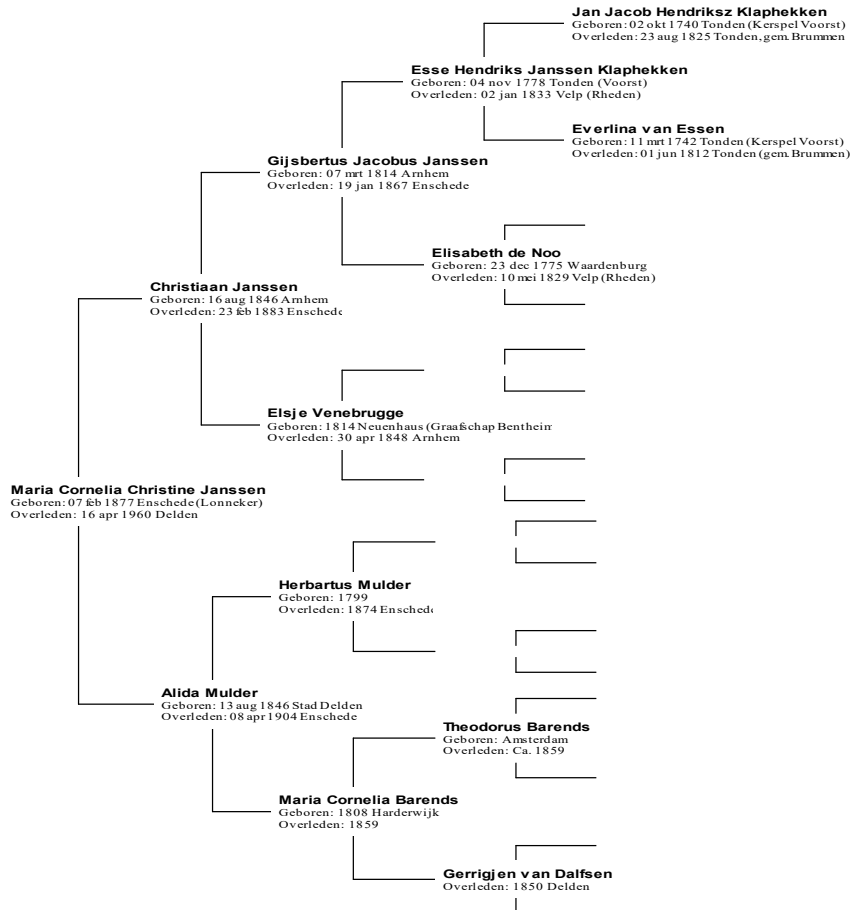 Jan Jacob Hendriksz Klaphekken
Geboren: 02 okt 1740 Tonden (Kerspel Voorst)
Overleden: 23 aug 1825 Tonden, gem. Brummen
Esse Hendriks Janssen Klaphekken
Geboren: 04 nov 1778 Tonden (Voorst)
Overleden: 02 jan 1833 Velp (Rheden)
Everlina van Essen
Geboren: 11 mrt 1742 Tonden (Kerspel Voorst)
Overleden: 01 jun 1812 Tonden (gem. Brummen)
Gijsbertus Jacobus Janssen
Geboren: 07 mrt 1814 Arnhem
Overleden: 19 jan 1867 Enschede
Elisabeth de Noo
Geboren: 23 dec 1775 Waardenburg
Overleden: 10 mei 1829 Velp (Rheden)
Christiaan Janssen
Geboren: 16 aug 1846 Arnhem
Overleden: 23 feb 1883 Enschede
Elsje Venebrugge
Geboren: 1814 Neuenhaus (Graafschap Bentheim
Overleden: 30 apr 1848 Arnhem
Maria Cornelia Christine Janssen
Geboren: 07 feb 1877 Enschede (Lonneker)
Overleden: 16 apr 1960 Delden
Herbartus Mulder
Geboren: 1799
Overleden: 1874 Enschede
Alida Mulder
Geboren: 13 aug 1846 Stad Delden
Overleden: 08 apr 1904 Enschede
Theodorus Barends
Geboren: Amsterdam
Overleden: Ca. 1859
Maria Cornelia Barends
Geboren: 1808 Harderwijk
Overleden: 1859
Gerrigjen van Dalfsen
Overleden: 1850 Delden